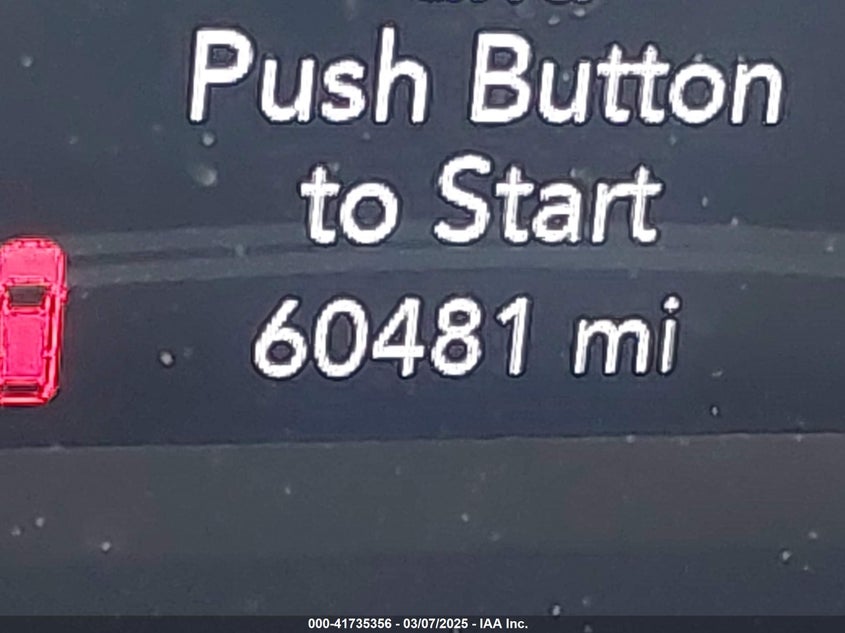 Push Button
to Start
60481 mi
000-41735356 - 03/07/2025 - IAA Inc.